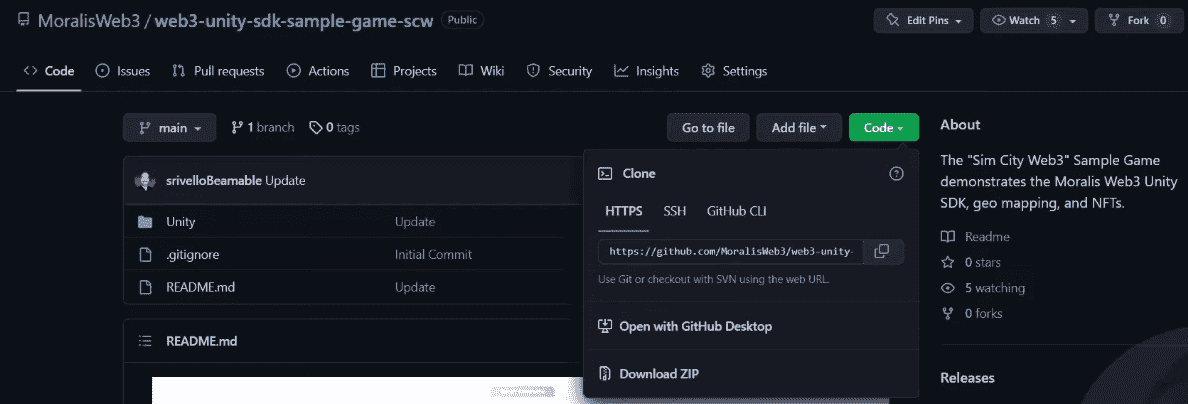 MoralisWeb3 / web3-unity-sdk-sample-game-scw Public
Edit Pins Watch 5 Fork 0
Code Issues Pull requests Actions Projects Wiki Security Insights Settings
main 1 branch 0 tags Go to file Add file Code
srivelloBeamable Update
Unity Update
.gitignore Initial Commit
README.md Update
README.md
Clone
HTTPS SSH GitHub CLI
https://github.com/MoralisWeb3/web3-unity-
Use Git or checkout with SVN using the web URL.
Open with GitHub Desktop
Download ZIP
About
The "Sim City Web3" Sample Game
demonstrates the Moralis Web3 Unity
SDK, geo mapping, and NFTs.
Readme
0 stars
5 watching
0 forks
Releases